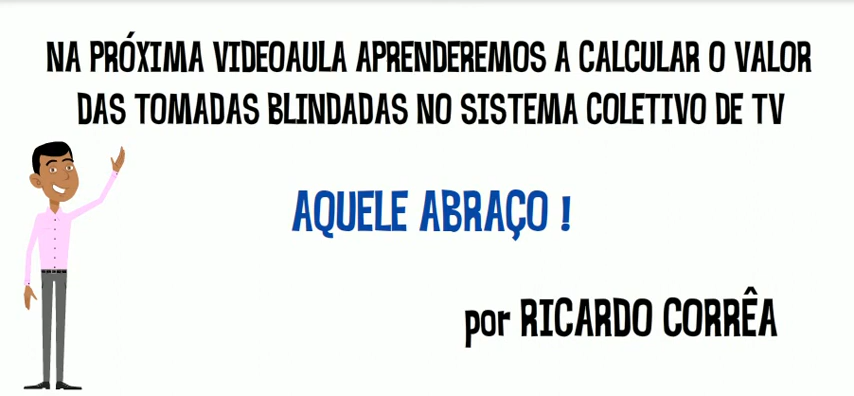 NA PRÓXIMA VIDEOAULA APRENDEREMOS A CALCULAR O VALOR
DAS TOMADAS BLINDADAS NO SISTEMA COLETIVO DE TV
AQUELE ABRAÇO !
por RICARDO CORRÊA